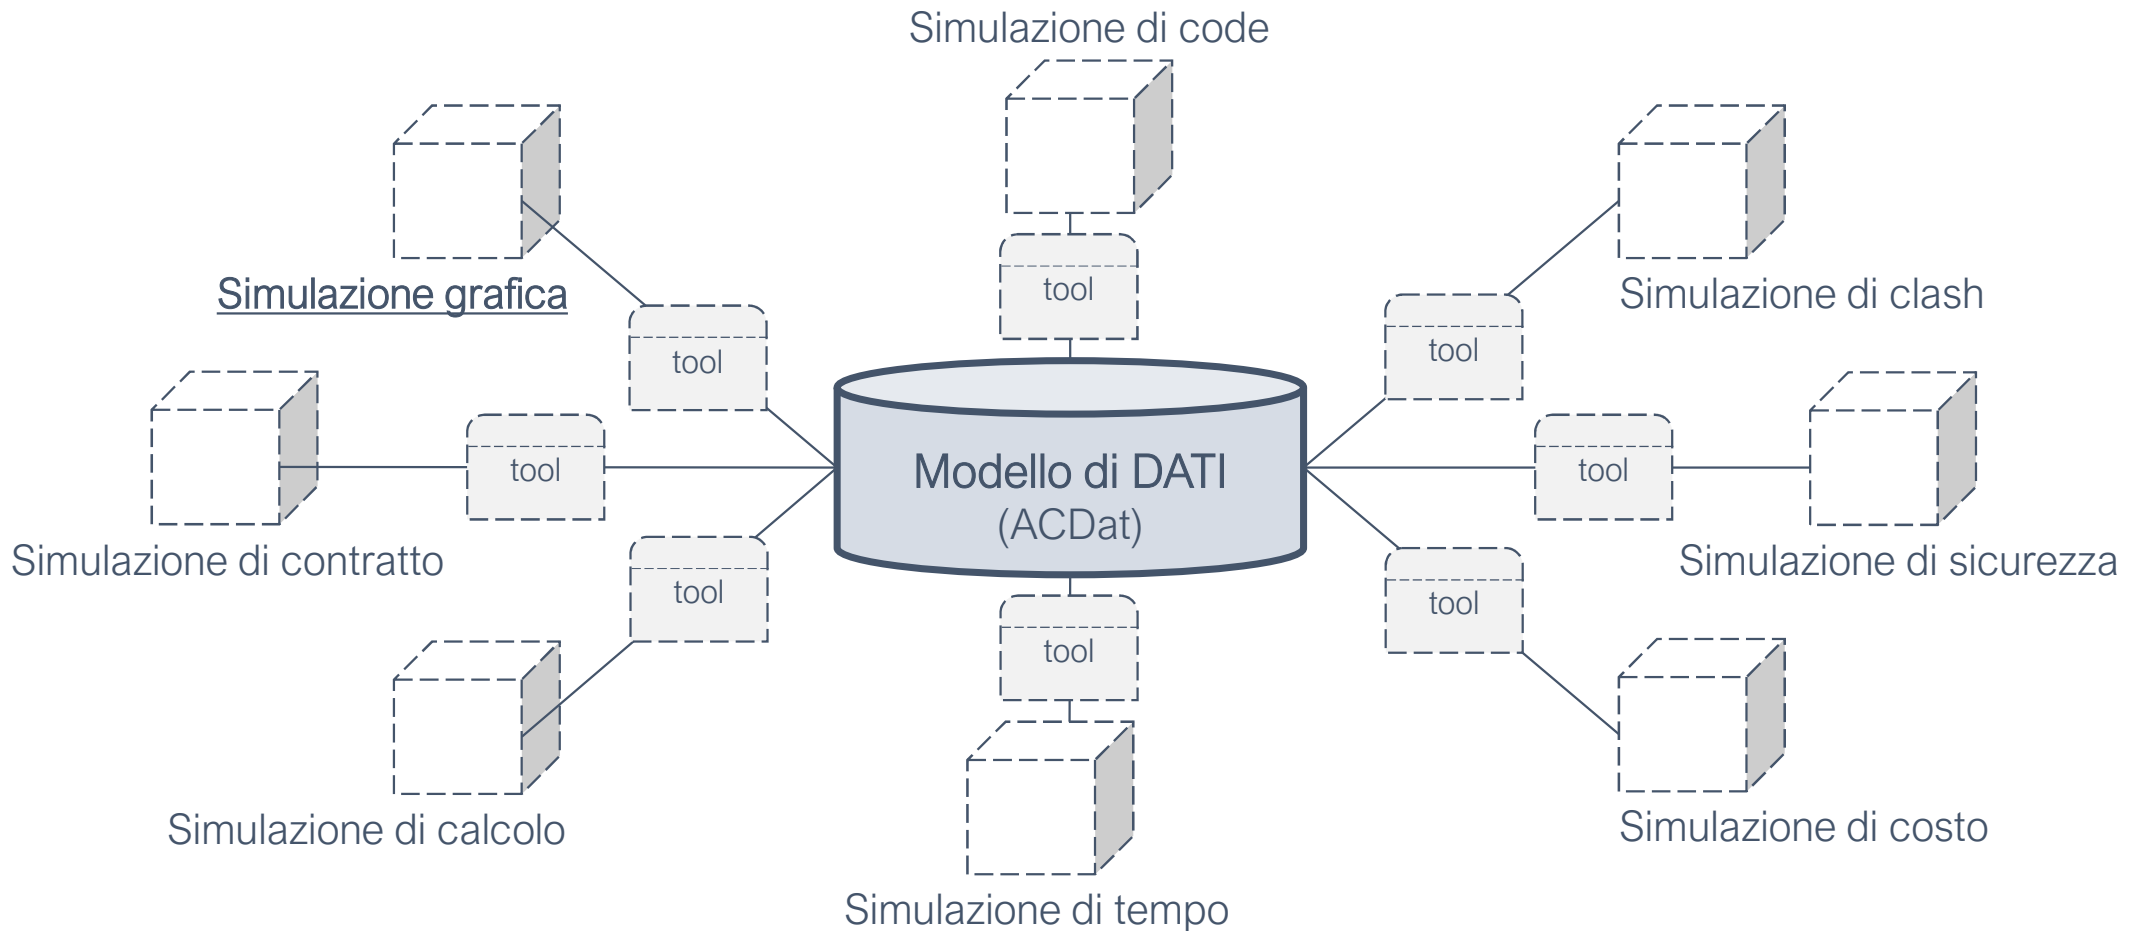 Simulazione di code
Simulazione grafica
Simulazione di clash
tool
tool
tool
tool
Modello di DATI
(ACDat)
tool
Simulazione di contratto
Simulazione di sicurezza
tool
tool
tool
Simulazione di calcolo
Simulazione di costo
Simulazione di tempo